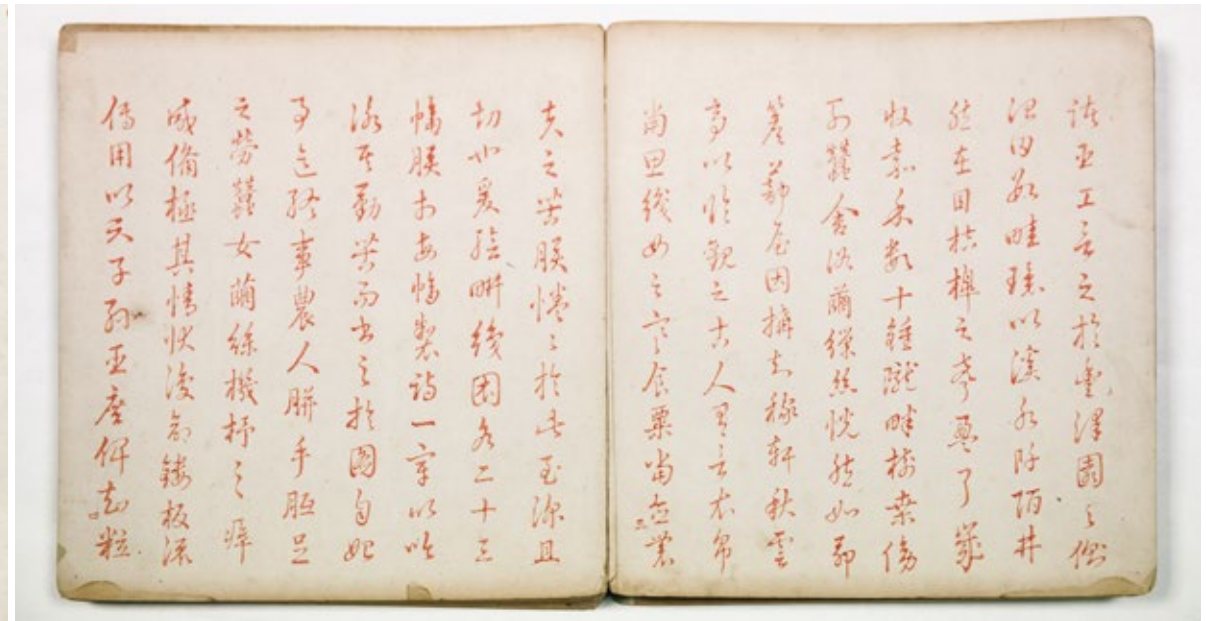 諸臣工言之於豐澤園之側
治田數畦環以溪水阡陌井
然在目桔槔之聲盈耳歲
收嘉禾數十鍾隴畔樹桑傍
列蠶舍浴繭繅絲恍然如茆
簷蔀屋因搆知稼軒秋雲
亭以臨觀之古人有言衣帛
當思織女之寒食粟當念農
夫之苦朕惓〻於此至深且
切也爰繪畊織圖各二十三
幅朕於每幅製詩一章以吟
詠其勤苦而書之於圖自始
事迄終事農人胼手胝足
之勞蠶女繭絲機杼之瘁
咸備極其情狀復命鏤板流
傳用以示子孫臣庶俾知粒